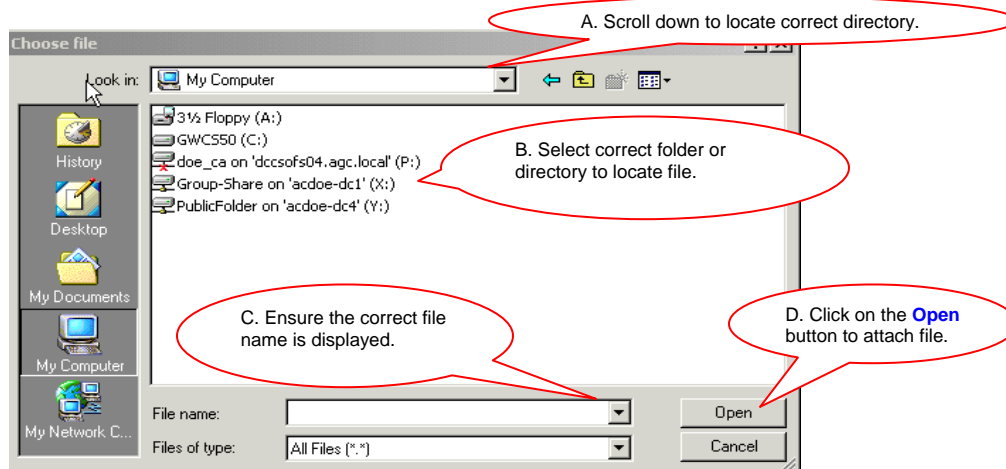 A. Scroll down to locate correct directory.
Choose file
Look in:
My Computer
3½ Floppy (A:)
GWCS50 (C:)
doe_ca on 'dccsofs04.agc.local' (P:)
Group-Share on 'acdoe-dc1' (X:)
PublicFolder on 'acdoe-dc4' (Y:)
B. Select correct folder or
directory to locate file.
History
Desktop
My Documents
My Computer
My Network C...
C. Ensure the correct file
name is displayed.
D. Click on the Open
button to attach file.
File name:
Open
Files of type:
All Files (*.*)
Cancel